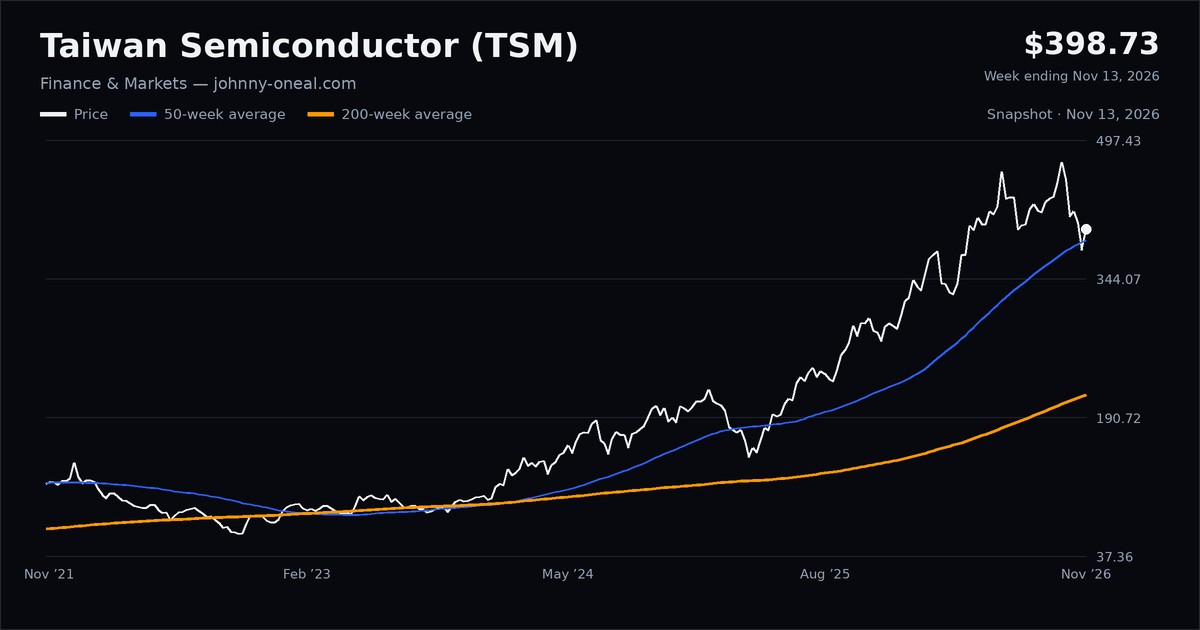 Taiwan Semiconductor (TSM)
$398.73
Finance & Markets — johnny-oneal.com
Week ending Nov 13, 2026
Price
50-week average
200-week average
Snapshot · Nov 13, 2026
497.43
344.07
190.72
37.36
Nov ’21
Feb ’23
May ’24
Aug ’25
Nov ’26